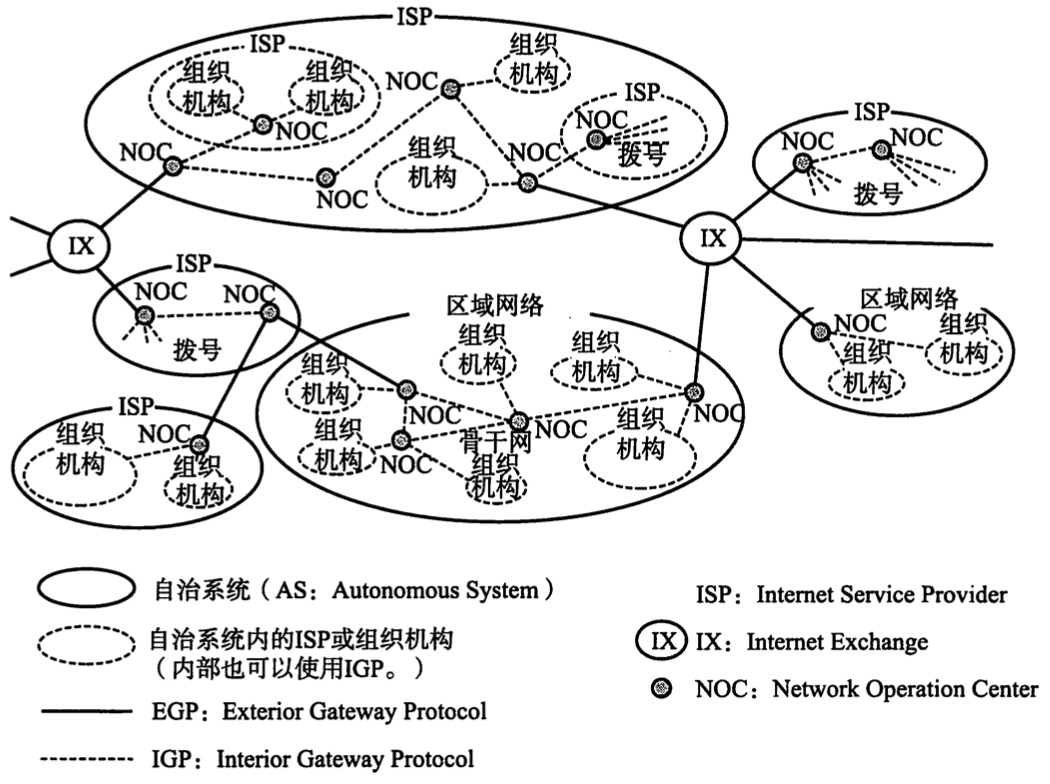 ISP
ISP
组织
机构
组织
机构
NOC
NOC
NOC
NOC
组织
机构
组织
机构
NOC
ISP
NOC
拨号
ISP
NOC
NOC
拨号
IX
IX
ISP
NOC
NOC
拨号
ISP
NOC
组织
机构
组织
机构
区域网络
组织
机构
组织
机构
组织
机构
组织
机构
NOC
NOC
NOC
骨干网
组织
机构
组织
机构
NOC
区域网络
NOC
组织
机构
组织
机构
自治系统（AS：Autonomous System）
自治系统内的ISP或组织机构
（内部也可以使用IGP。）
EGP：Exterior Gateway Protocol
IGP：Interior Gateway Protocol
ISP：Internet Service Provider
IX IX：Internet Exchange
NOC：Network Operation Center